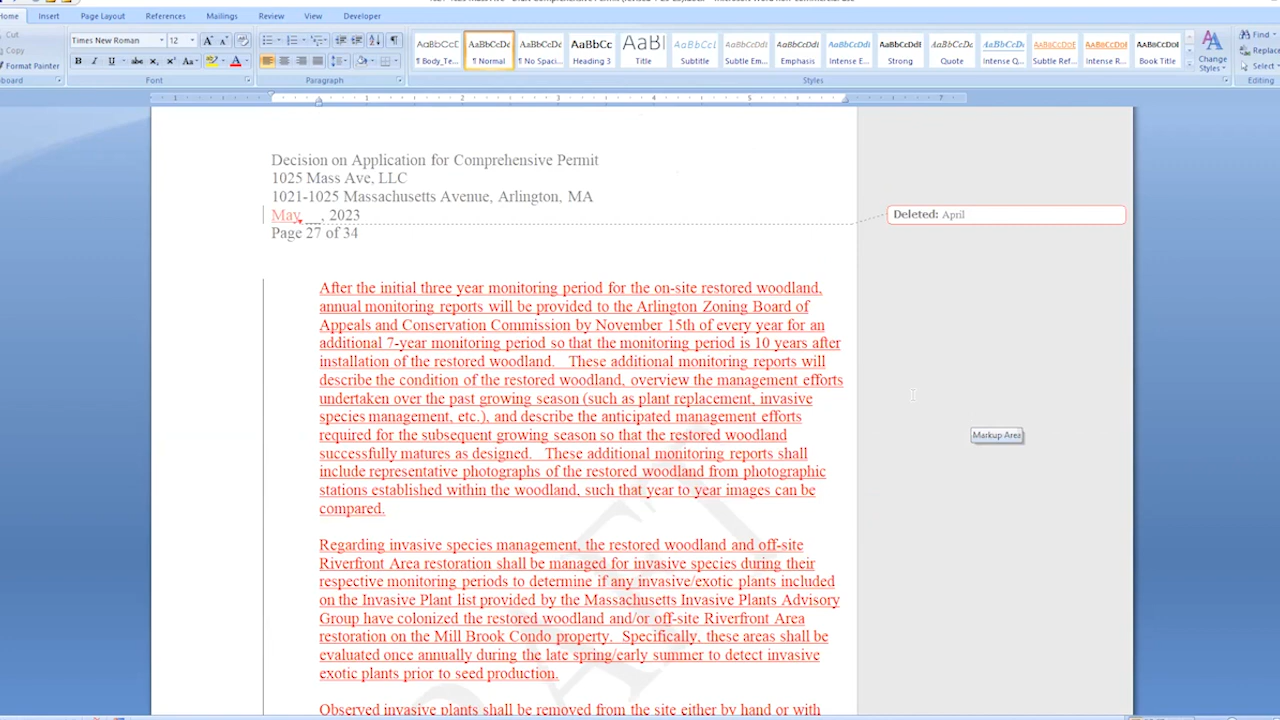 Home Insert Page Layout References Mailings Review View Developer
Cut
Copy
Format Painter
Times New Roman 12
Find
Replace
Select
AaBbCcC AaBbCcDc AaBbCcDc AaBbCc AaBl AaBbCcI AaBbCcDc AaBbCcDc AaBbCcDc AaBbCcDdE AaBbCcDc AaBbCcDc AaBbCcDE AaBbCcDE AaBbCcDdE
¶ Body_Te... ¶ Normal ¶ No Spaci... Heading 3 Title Subtitle Subtle Em... Emphasis Intense E... Strong Quote Intense Q... Subtle Ref... Intense R... Book Title
Change
Styles
Font Paragraph Styles Editing
Decision on Application for Comprehensive Permit
1025 Mass Ave, LLC
1021-1025 Massachusetts Avenue, Arlington, MA
May __, 2023
Deleted: April
Page 27 of 34
After the initial three year monitoring period for the on-site restored woodland,
annual monitoring reports will be provided to the Arlington Zoning Board of
Appeals and Conservation Commission by November 15th of every year for an
additional 7-year monitoring period so that the monitoring period is 10 years after
installation of the restored woodland. These additional monitoring reports will
describe the condition of the restored woodland, overview the management efforts
undertaken over the past growing season (such as plant replacement, invasive
species management, etc.), and describe the anticipated management efforts
required for the subsequent growing season so that the restored woodland
successfully matures as designed. These additional monitoring reports shall
include representative photographs of the restored woodland from photographic
stations established within the woodland, such that year to year images can be
compared.
Markup Area
Regarding invasive species management, the restored woodland and off-site
Riverfront Area restoration shall be managed for invasive species during their
respective monitoring periods to determine if any invasive/exotic plants included
on the Invasive Plant list provided by the Massachusetts Invasive Plants Advisory
Group have colonized the restored woodland and/or off-site Riverfront Area
restoration on the Mill Brook Condo property. Specifically, these areas shall be
evaluated once annually during the late spring/early summer to detect invasive
exotic plants prior to seed production.
Observed invasive plants shall be removed from the site either by hand or with